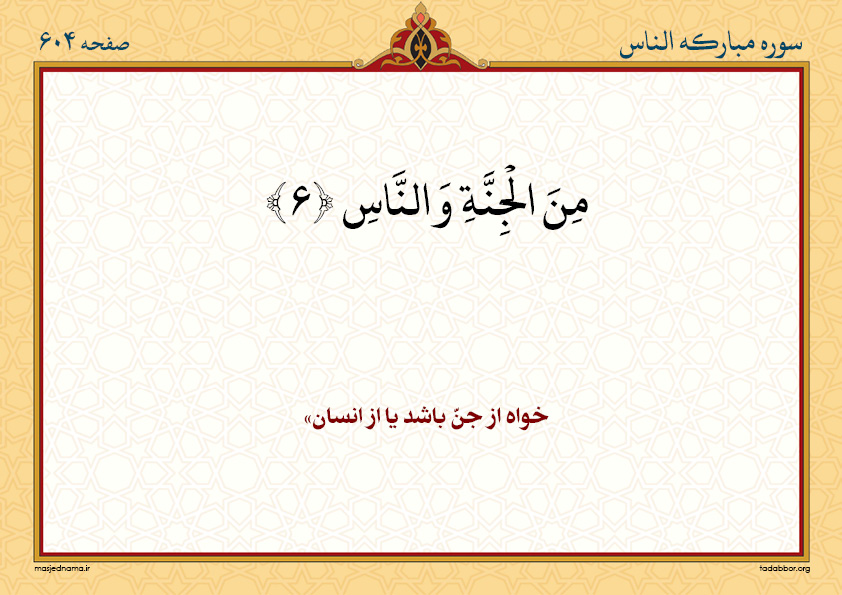 سوره مبارکه الناس
صفحه ۶۰۴
مِنَ الْجِنَّةِ وَ النَّاسِ ﴿۶﴾
خواه از جنّ باشد یا از انسان»
masjednama.ir
tadabbor.org